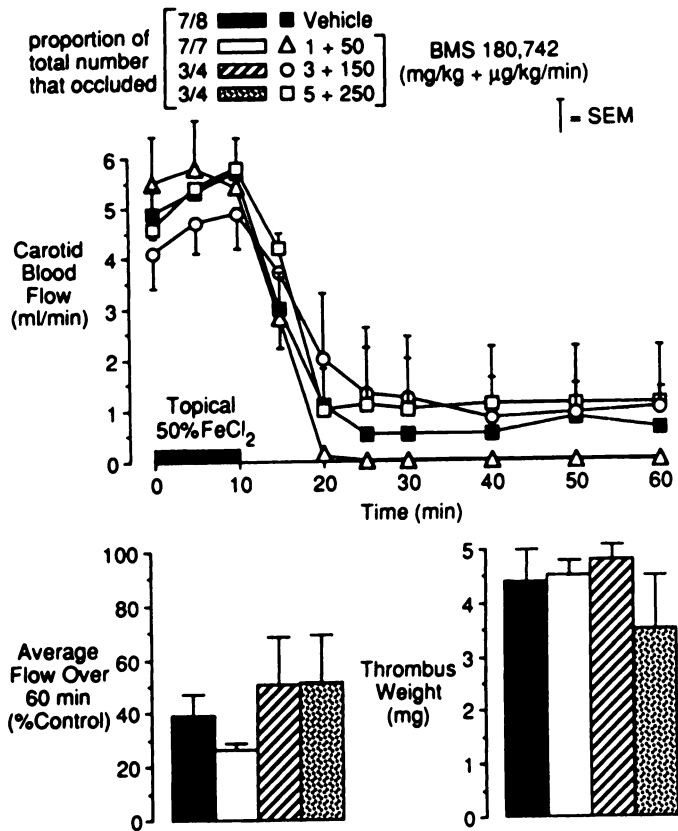 proportion of
total number
that occluded
7/8 Vehicle
7/7 1 + 50
3/4 3 + 150
3/4 5 + 250
BMS 180,742
(mg/kg + µg/kg/min)
= SEM
Carotid
Blood
Flow
(ml/min)
6
5
4
3
2
1
0
Topical
50%FeCl2
0 10 20 30 40 50 60
Time (min)
Average
Flow Over
60 min
(%Control)
100
80
60
40
20
0
Thrombus
Weight
(mg)
5
4
3
2
1
0